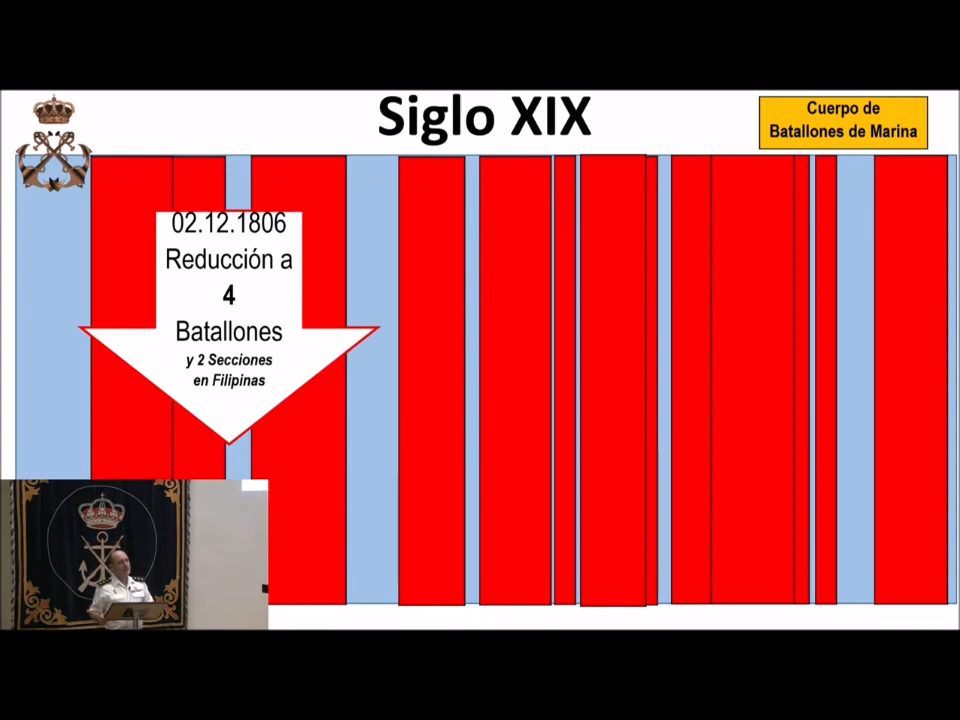 Siglo XIX
Cuerpo de
Batallones de Marina
02.12.1806
Reducción a
4
Batallones
y 2 Secciones
en Filipinas